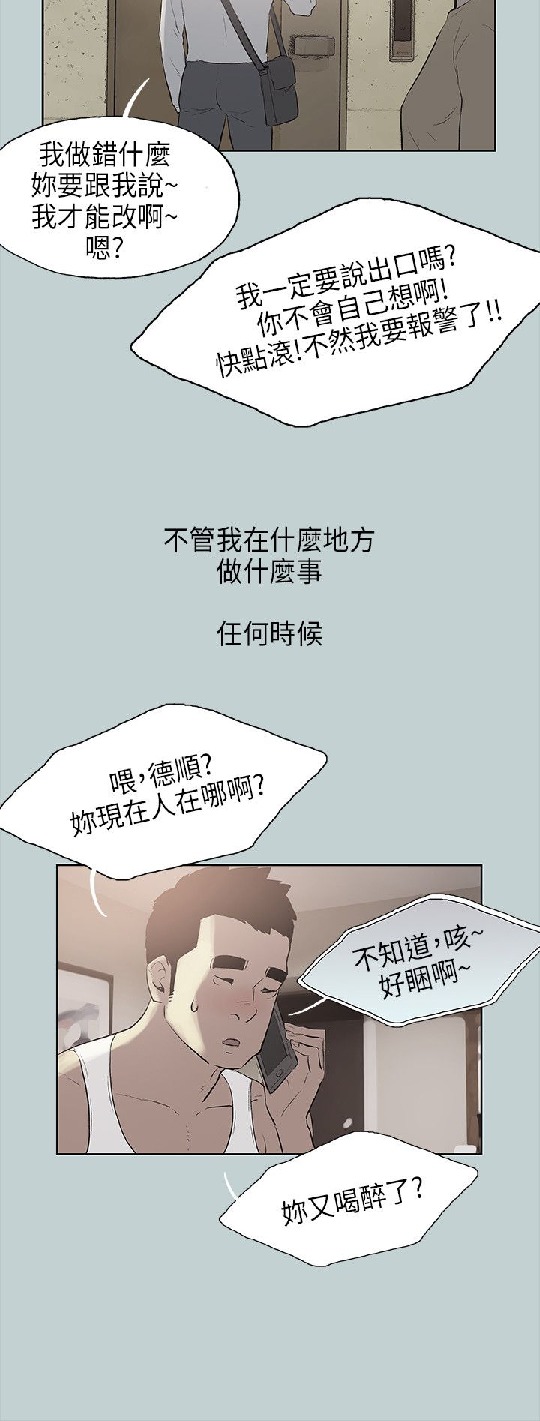 我做錯什麼
妳要跟我說~
我才能改啊~
嗯?
我一定要說出口嗎?
你不會自己想啊!
快點滾!不然我要報警了!!
不管我在什麼地方
做什麼事
任何時候
喂,德順?
妳現在人在哪啊?
不知道,咳~
好睏啊~
妳又喝醉了?